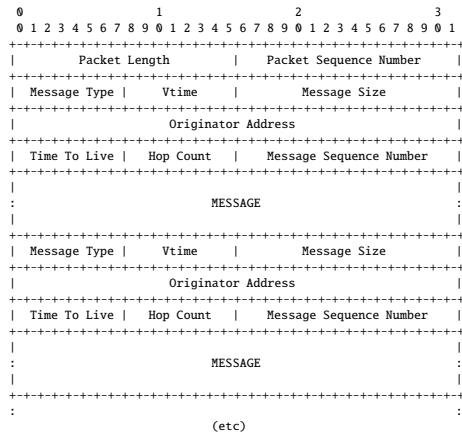 0                   1                   2                   3
0 1 2 3 4 5 6 7 8 9 0 1 2 3 4 5 6 7 8 9 0 1 2 3 4 5 6 7 8 9 0 1
+-+-+-+-+-+-+-+-+-+-+-+-+-+-+-+-+-+-+-+-+-+-+-+-+-+-+-+-+-+-+-+-+
|         Packet Length         |    Packet Sequence Number     |
+-+-+-+-+-+-+-+-+-+-+-+-+-+-+-+-+-+-+-+-+-+-+-+-+-+-+-+-+-+-+-+-+
|  Message Type |     Vtime     |         Message Size          |
+-+-+-+-+-+-+-+-+-+-+-+-+-+-+-+-+-+-+-+-+-+-+-+-+-+-+-+-+-+-+-+-+
|                      Originator Address                       |
+-+-+-+-+-+-+-+-+-+-+-+-+-+-+-+-+-+-+-+-+-+-+-+-+-+-+-+-+-+-+-+-+
|  Time To Live |   Hop Count   |    Message Sequence Number    |
+-+-+-+-+-+-+-+-+-+-+-+-+-+-+-+-+-+-+-+-+-+-+-+-+-+-+-+-+-+-+-+-+
|                                                               |
:                            MESSAGE                            :
|                                                               |
+-+-+-+-+-+-+-+-+-+-+-+-+-+-+-+-+-+-+-+-+-+-+-+-+-+-+-+-+-+-+-+-+
|  Message Type |     Vtime     |         Message Size          |
+-+-+-+-+-+-+-+-+-+-+-+-+-+-+-+-+-+-+-+-+-+-+-+-+-+-+-+-+-+-+-+-+
|                      Originator Address                       |
+-+-+-+-+-+-+-+-+-+-+-+-+-+-+-+-+-+-+-+-+-+-+-+-+-+-+-+-+-+-+-+-+
|  Time To Live |   Hop Count   |    Message Sequence Number    |
+-+-+-+-+-+-+-+-+-+-+-+-+-+-+-+-+-+-+-+-+-+-+-+-+-+-+-+-+-+-+-+-+
|                                                               |
:                            MESSAGE                            :
|                                                               |
+-+-+-+-+-+-+-+-+-+-+-+-+-+-+-+-+-+-+-+-+-+-+-+-+-+-+-+-+-+-+-+-+
:                                                               :
                             (etc)